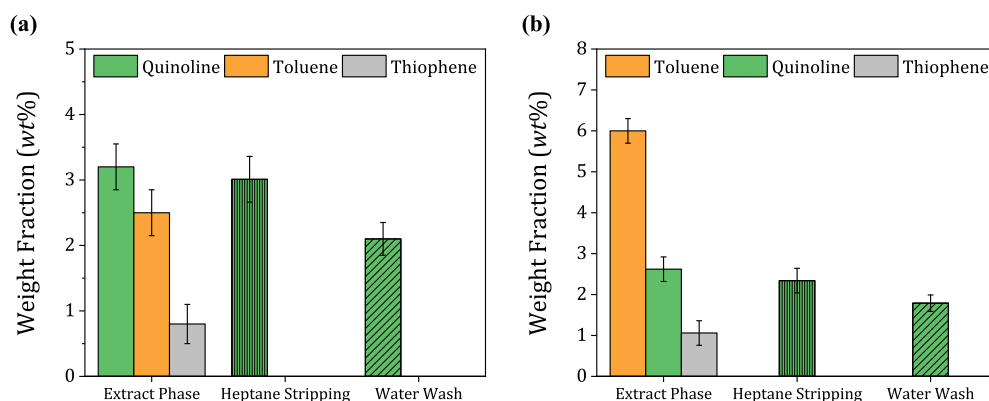 (a)
5
4
3
2
1
0
Weight Fraction (wt%)
Quinoline Toluene Thiophene
Extract Phase Heptane Stripping Water Wash
(b)
8
7
6
5
4
3
2
1
0
Weight Fraction (wt%)
Toluene Quinoline Thiophene
Extract Phase Heptane Stripping Water Wash